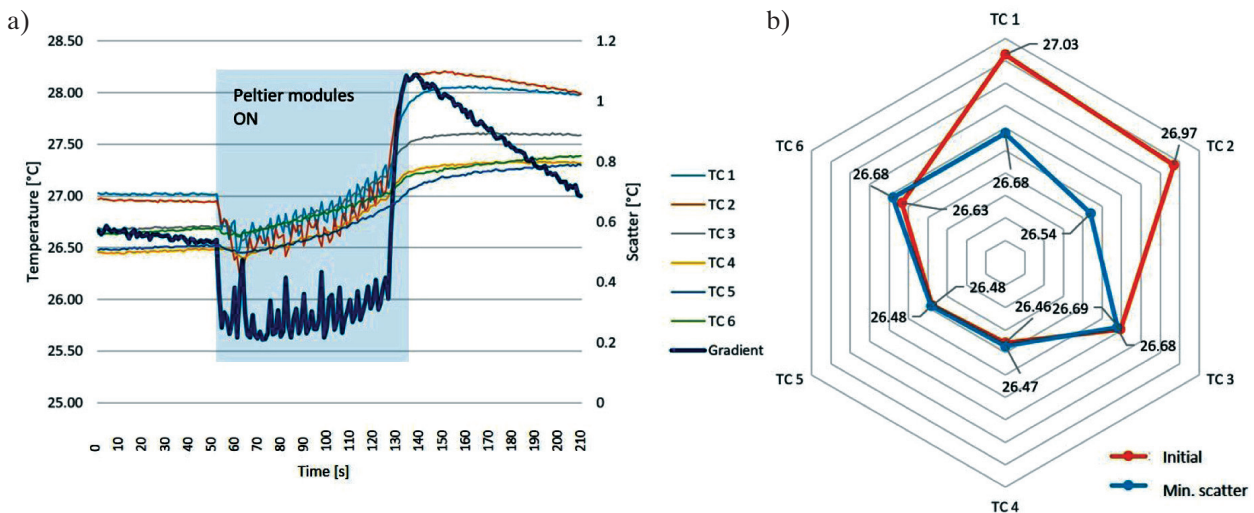 a)
28.50
28.00
27.50
27.00
26.50
26.00
25.50
25.00
Temperature [°C]
Peltier modules
ON
1.2
1
0.8
0.6
0.4
0.2
0
Scatter [°C]
TC 1
TC 2
TC 3
TC 4
TC 5
TC 6
Gradient
0 10 20 30 40 50 60 70 80 90 100 110 120 130 140 150 160 170 180 190 200 210
Time [s]
b)
TC 1
27.03
TC 6
26.97
TC 2
26.68
26.68
26.63
26.54
26.48
26.46
26.69
26.48
26.68
26.47
TC 5
TC 3
TC 4
Initial
Min. scatter